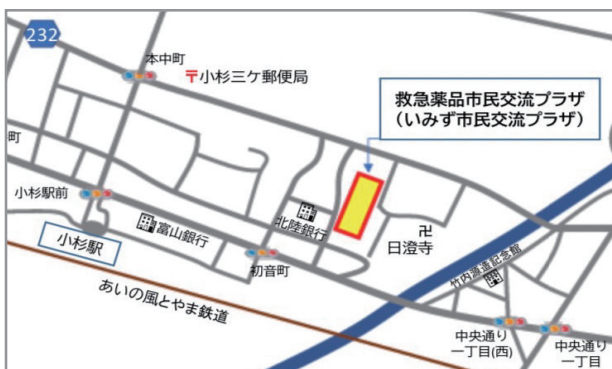 232
本中町
〒小杉三ケ郵便局
救急薬品市民交流プラザ
(いみず市民交流プラザ)
町
小杉駅前
富山銀行
北陸銀行
卍
日澄寺
小杉駅
初音町
竹内源造記念館
あいの風とやま鉄道
中央通り
一丁目(西)
中央通り
一丁目